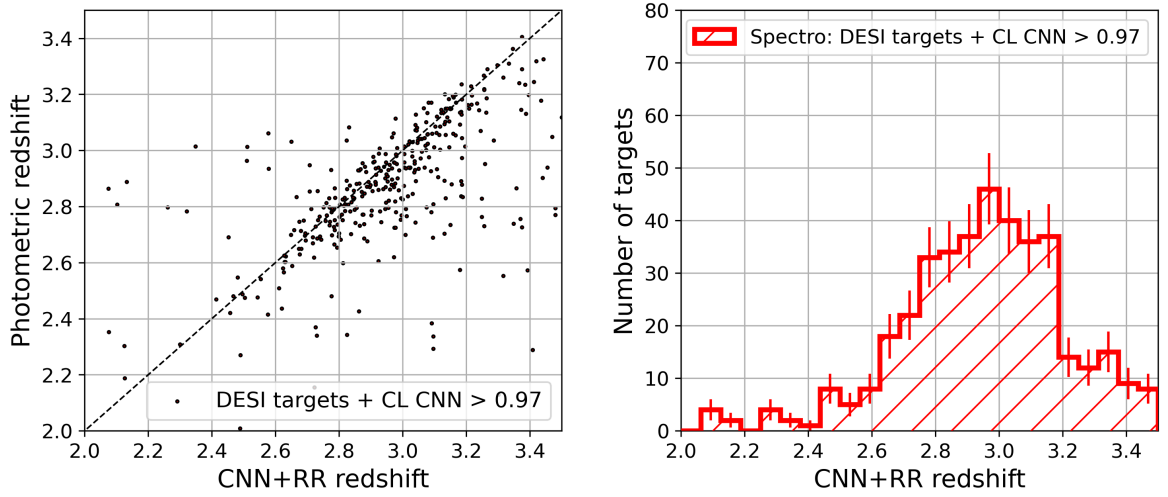 3.4
3.2
3.0
2.8
2.6
2.4
2.2
2.0
Photometric redshift
DESI targets + CL CNN > 0.97
2.0 2.2 2.4 2.6 2.8 3.0 3.2 3.4
CNN+RR redshift
80
70
60
50
40
30
20
10
0
Number of targets
Spectro: DESI targets + CL CNN > 0.97
2.0 2.2 2.4 2.6 2.8 3.0 3.2 3.4
CNN+RR redshift